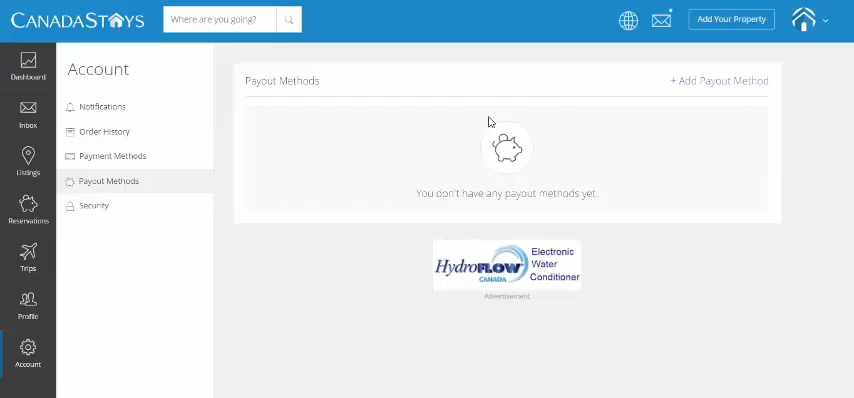 CANADASTAYS
Where are you going?
Add Your Property
Dashboard
Inbox
Listings
Reservations
Trips
Profile
Account
Account
Notifications
Order History
Payment Methods
Payout Methods
Security
Payout Methods
+ Add Payout Method
You don't have any payout methods yet.
HydroFLOW
CANADA
Electronic
Water
Conditioner
Advertisement